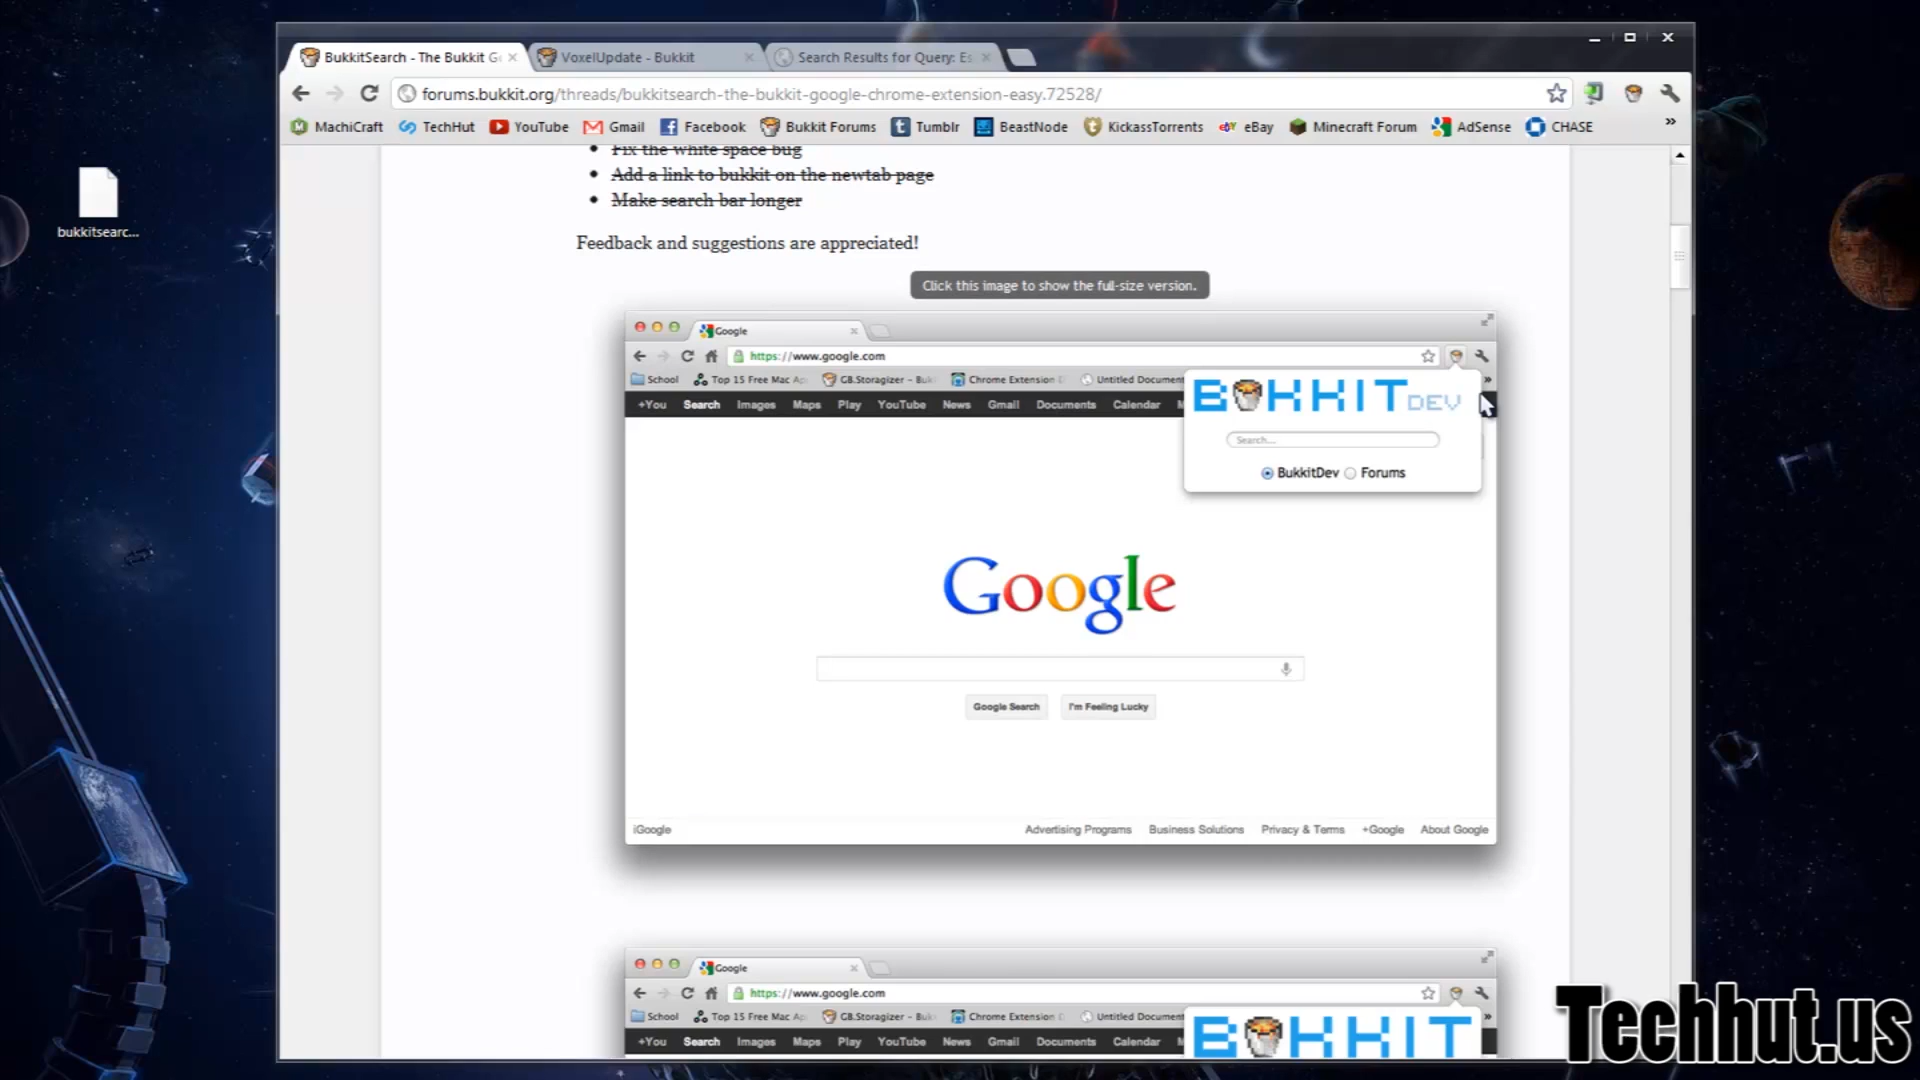 BukkitSearch - The Bukkit Go
VoxelUpdate - Bukkit
Search Results for Query: Es
forums.bukkit.org/threads/bukkitsearch-the-bukkit-google-chrome-extension-easy.72528/
MachiCraft TechHut YouTube Gmail Facebook Bukkit Forums Tumblr BeastNode KickassTorrents eBay Minecraft Forum AdSense CHASE »
bukkitsearc...
Fix the white space bug
Add a link to bukkit on the newtab page
Make search bar longer
Feedback and suggestions are appreciated!
Click this image to show the full-size version.
Google
https://www.google.com
School Top 15 Free Mac Ap GB.Storagizer - Buk Chrome Extension Untitled Document »
+You Search Images Maps Play YouTube News Gmail Documents Calendar M
BUKKIT DEV
Search...
BukkitDev Forums
Google
Google Search I'm Feeling Lucky
iGoogle Advertising Programs Business Solutions Privacy & Terms +Google About Google
Google
https://www.google.com
School Top 15 Free Mac Ap GB.Storagizer - Buk Chrome Extension Untitled Document »
+You Search Images Maps Play YouTube News Gmail Documents Calendar M
BUKKIT
Techhut.us